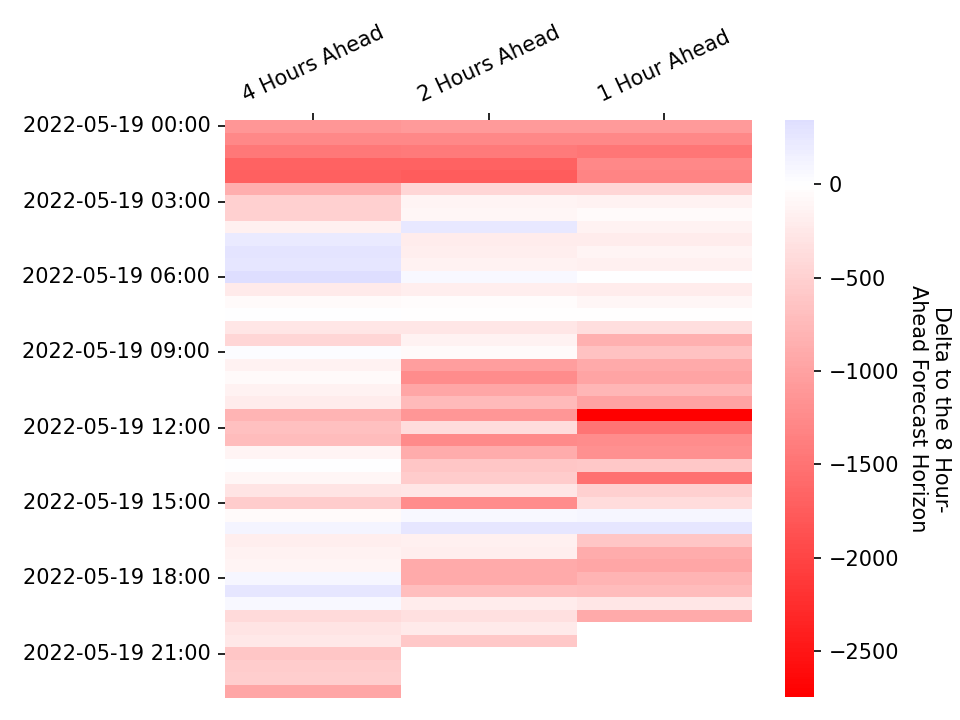 4 Hours Ahead
2 Hours Ahead
1 Hour Ahead
2022-05-19 00:00
2022-05-19 03:00
2022-05-19 06:00
2022-05-19 09:00
2022-05-19 12:00
2022-05-19 15:00
2022-05-19 18:00
2022-05-19 21:00
0
−500
−1000
−1500
−2000
−2500
Delta to the 8 Hour-
Ahead Forecast Horizon